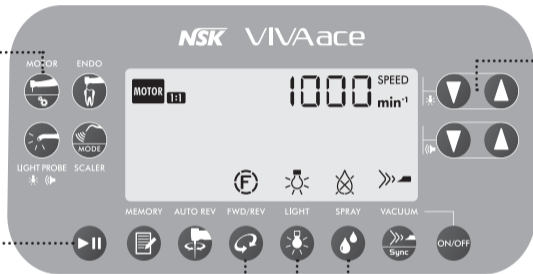 NSK VIVAace
MOTOR ENDO
MOTOR 1:1 1000 SPEED
min⁻¹
MODE
LIGHT PROBE SCALER
F
MEMORY AUTO REV FWD/REV LIGHT SPRAY VACUUM
Sync ON/OFF